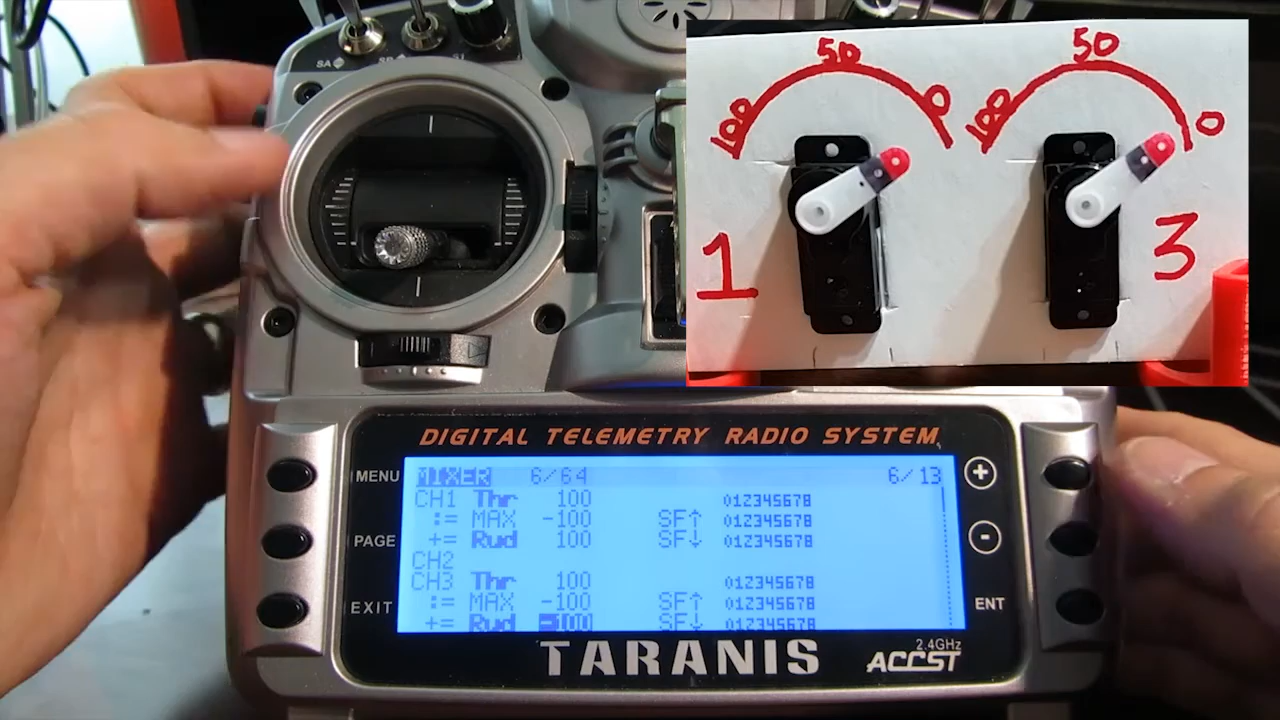 SA
50
100
0
50
100
0
1
3
DIGITAL TELEMETRY RADIO SYSTEM
MENU
PAGE
EXIT
MIXER 6/64 6/13
CH1 Thr 100 012345678
:= MAX -100 SF↑ 012345678
+= Rud 100 SF↓ 012345678
CH2
CH3 Thr 100 012345678
:= MAX -100 SF↑ 012345678
+= Rud -100 SF↓ 012345678
+
-
ENT
TARANIS
2.4GHz
ACCST